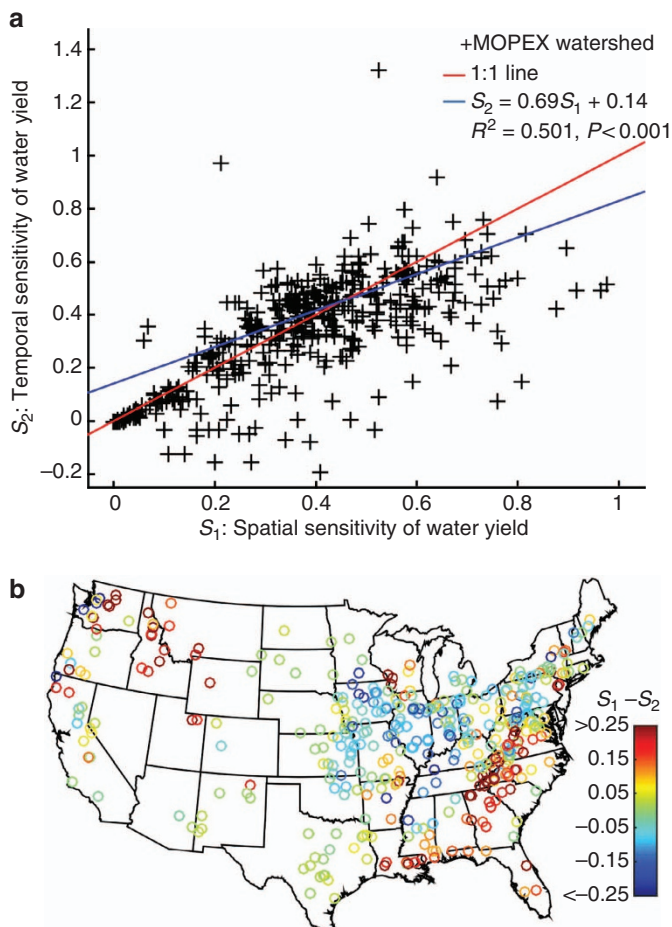 a
+MOPEX watershed
1:1 line
S2 = 0.69S1 + 0.14
R2 = 0.501, P< 0.001
S2: Temporal sensitivity of water yield
1.4
1.2
1
0.8
0.6
0.4
0.2
0
−0.2
0 0.2 0.4 0.6 0.8 1
S1: Spatial sensitivity of water yield
b
S1 −S2
>0.25
0.15
0.05
−0.05
−0.15
<−0.25